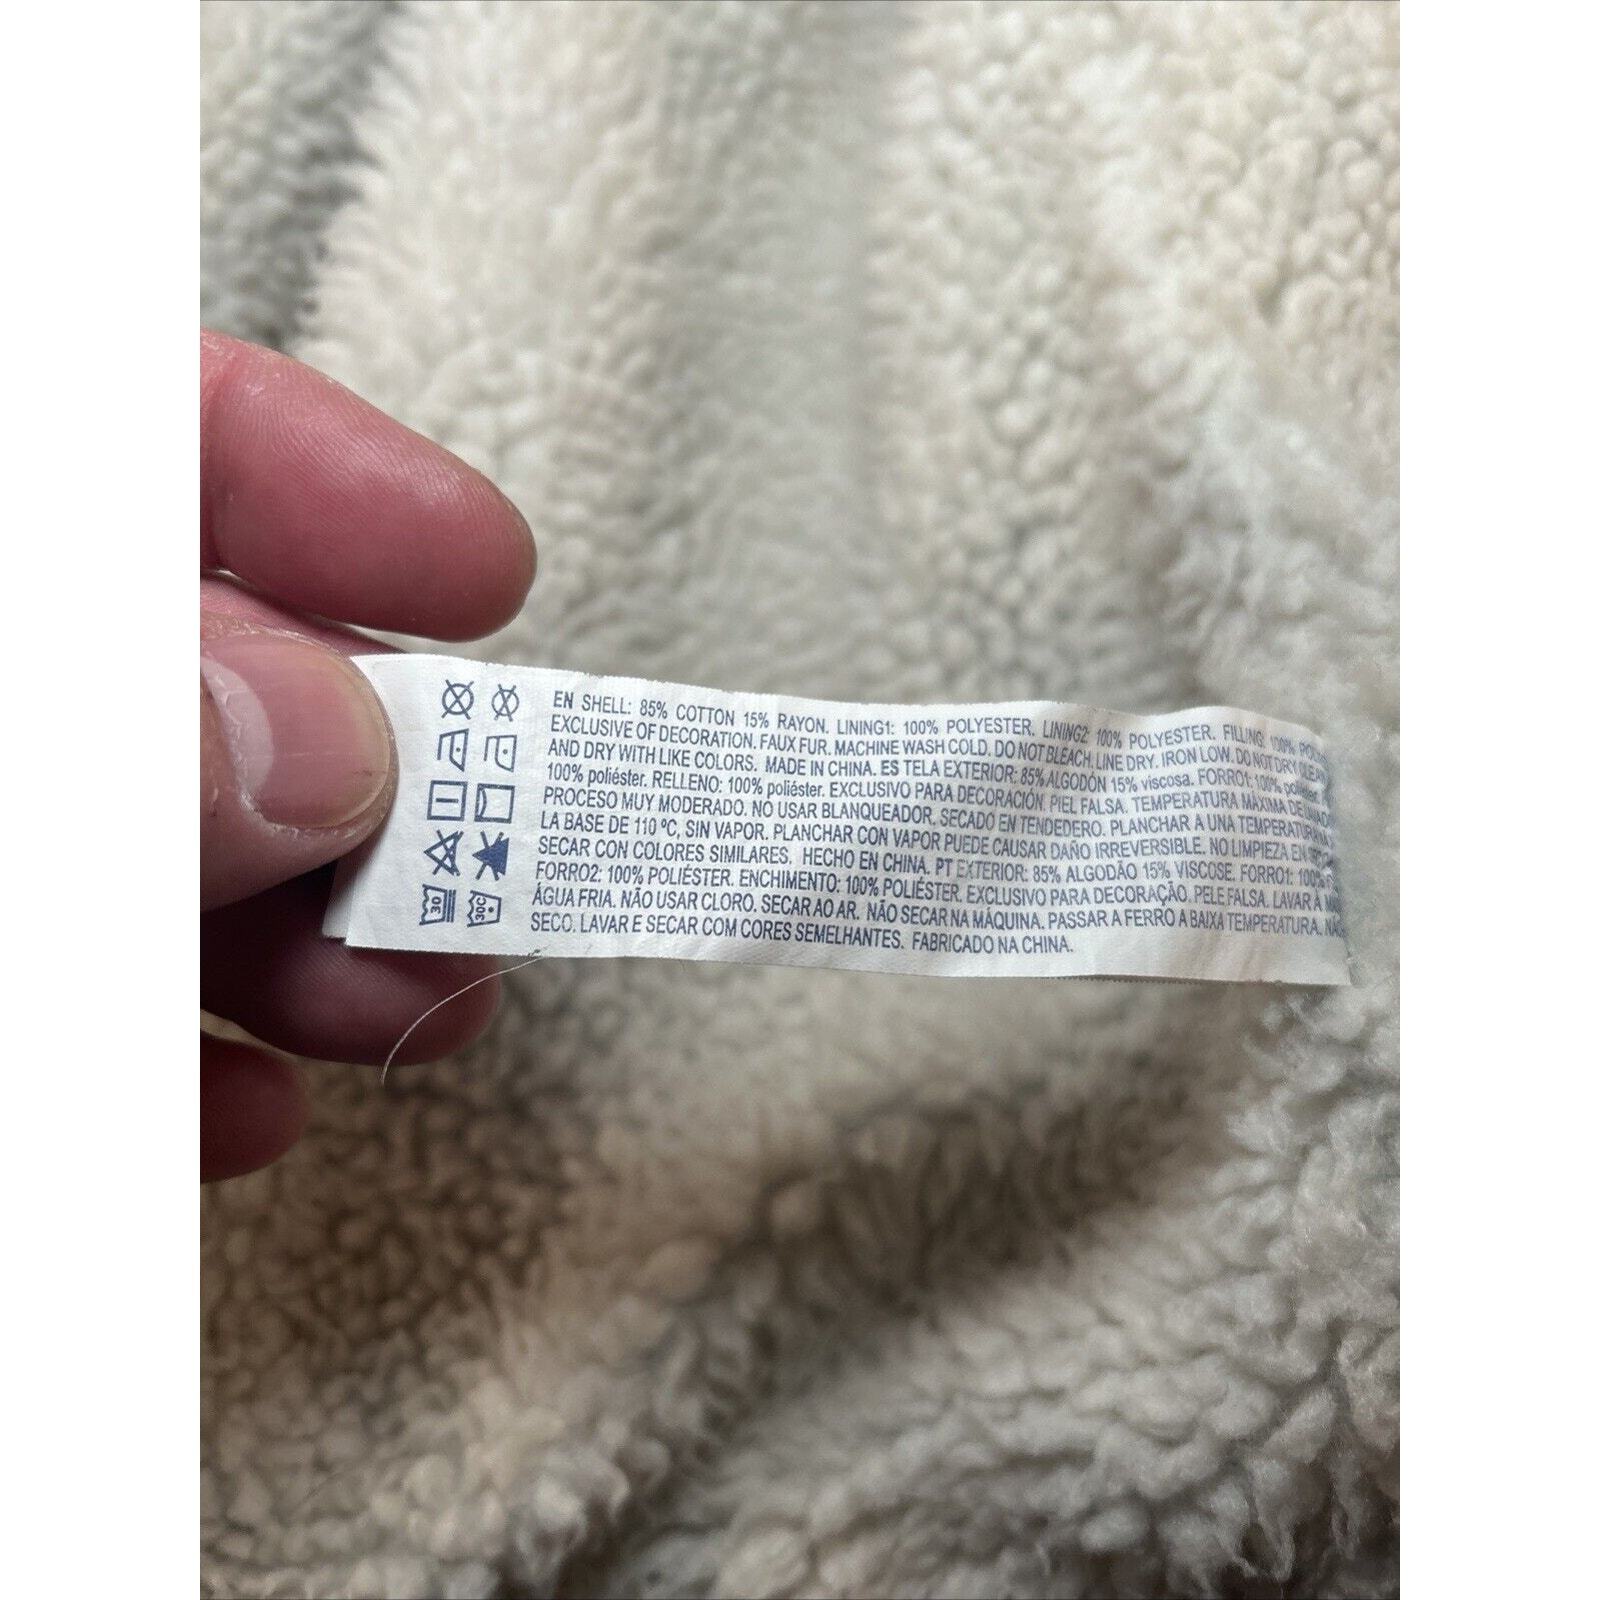 EN SHELL: 85% COTTON 15% RAYON. LINING1: 100% POLYESTER. LINING2: 100% POLYESTER. FILLING: 100%
EXCLUSIVE OF DECORATION. FAUX FUR. MACHINE WASH COLD. DO NOT BLEACH. LINE DRY. IRON LOW. DO NOT DRY
AND DRY WITH LIKE COLORS. MADE IN CHINA. ES TELA EXTERIOR: 85% ALGODÓN 15% viscosa. FORRO1: 100%
100% poliéster. RELLENO: 100% poliéster. EXCLUSIVO PARA DECORACIÓN. PIEL FALSA. TEMPERATURA MÁXIMA DE
PROCESO MUY MODERADO. NO USAR BLANQUEADOR. SECADO EN TENDEDERO. PLANCHAR A UNA TEMPERATURA
LA BASE DE 110 ºC, SIN VAPOR. PLANCHAR CON VAPOR PUEDE CAUSAR DAÑO IRREVERSIBLE. NO LIMPIEZA EN
SECAR CON COLORES SIMILARES. HECHO EN CHINA. PT EXTERIOR: 85% ALGODÃO 15% VISCOSE. FORRO1: 100%
FORRO2: 100% POLIÉSTER. ENCHIMENTO: 100% POLIÉSTER. EXCLUSIVO PARA DECORAÇÃO. PELE FALSA. LAVAR À
ÁGUA FRIA. NÃO USAR CLORO. SECAR AO AR. NÃO SECAR NA MÁQUINA. PASSAR A FERRO A BAIXA TEMPERATURA.
SECO. LAVAR E SECAR COM CORES SEMELHANTES. FABRICADO NA CHINA.
30
30C